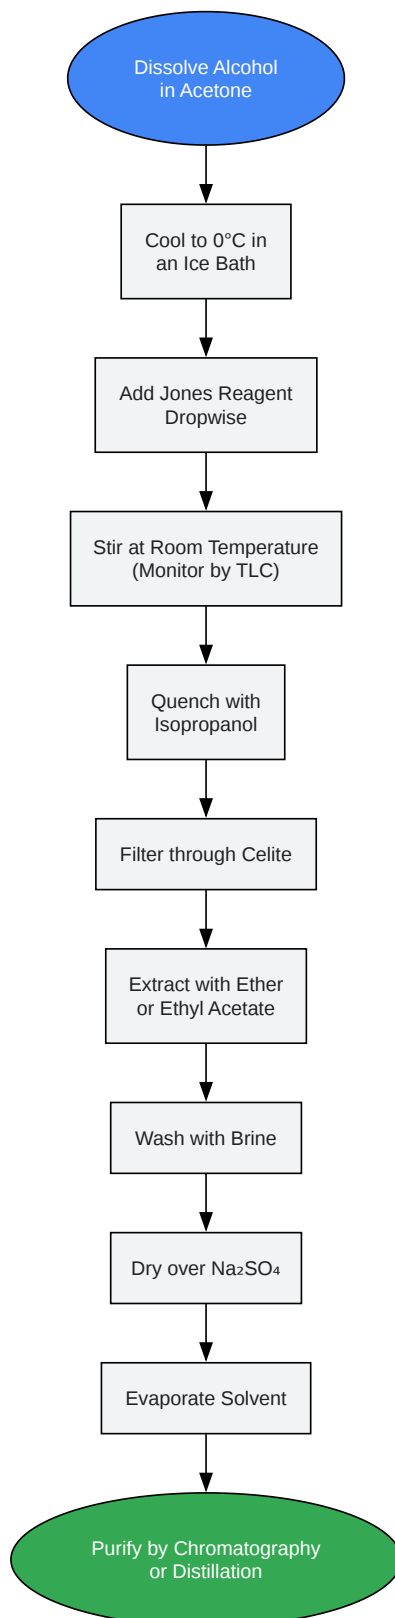 Dissolve Alcohol
in Acetone
Cool to 0°C in
an Ice Bath
Add Jones Reagent
Dropwise
Stir at Room Temperature
(Monitor by TLC)
Quench with
Isopropanol
Filter through Celite
Extract with Ether
or Ethyl Acetate
Wash with Brine
Dry over Na₂SO₄
Evaporate Solvent
Purify by Chromatography
or Distillation